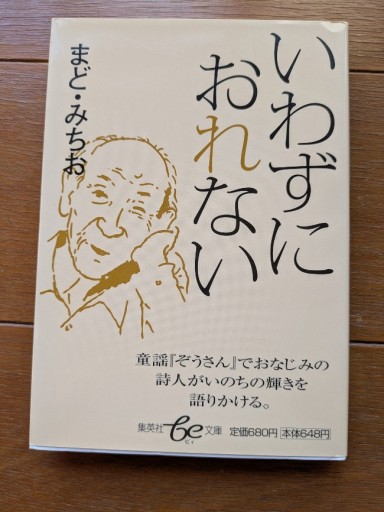 いわずに
おれない
まど・みちお
童謡『ぞうさん』でおなじみの
詩人がいのちの輝きを
語りかける。
集英社 be 文庫 定価680円 本体648円
ビィ